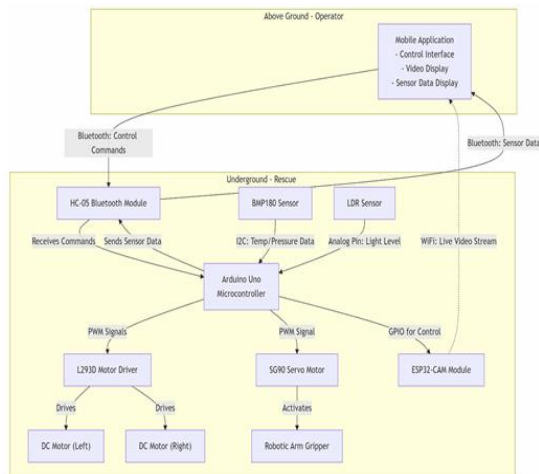 Above Ground - Operator
Mobile Application
- Control Interface
- Video Display
- Sensor Data Display
Bluetooth: Control
Commands
Bluetooth: Sensor Data
Underground - Rescue
HC-05 Bluetooth Module
BMP180 Sensor
LDR Sensor
Receives Commands
Sends Sensor Data
I2C: Temp/Pressure Data
Analog Pin: Light Level
WiFi: Live Video Stream
Arduino Uno
Microcontroller
PWM Signals
PWM Signal
GPIO for Control
L293D Motor Driver
SG90 Servo Motor
ESP32-CAM Module
Drives
Drives
Activates
DC Motor (Left)
DC Motor (Right)
Robotic Arm Gripper